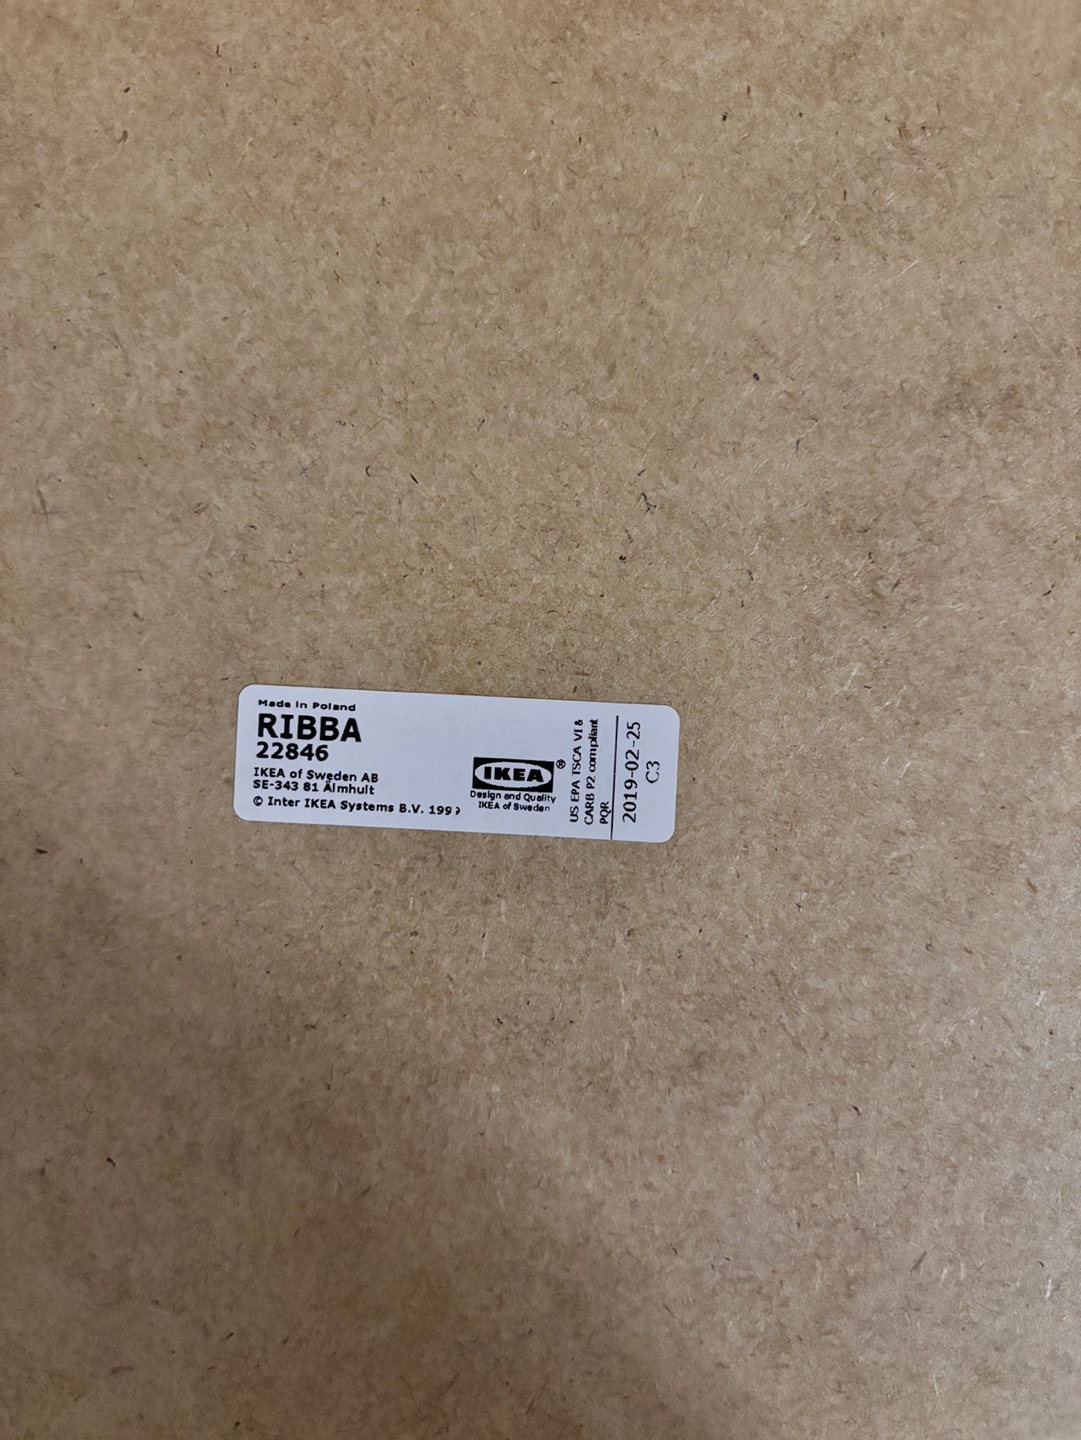 Made in Poland
RIBBA
22846
IKEA of Sweden AB
SE-343 81 Älmhult
© Inter IKEA Systems B.V.
IKEA ®
Design and Quality
IKEA of Sweden
US EPA TSCA VI &
CARB P2 compliant
PQR
2019-02-25
C3